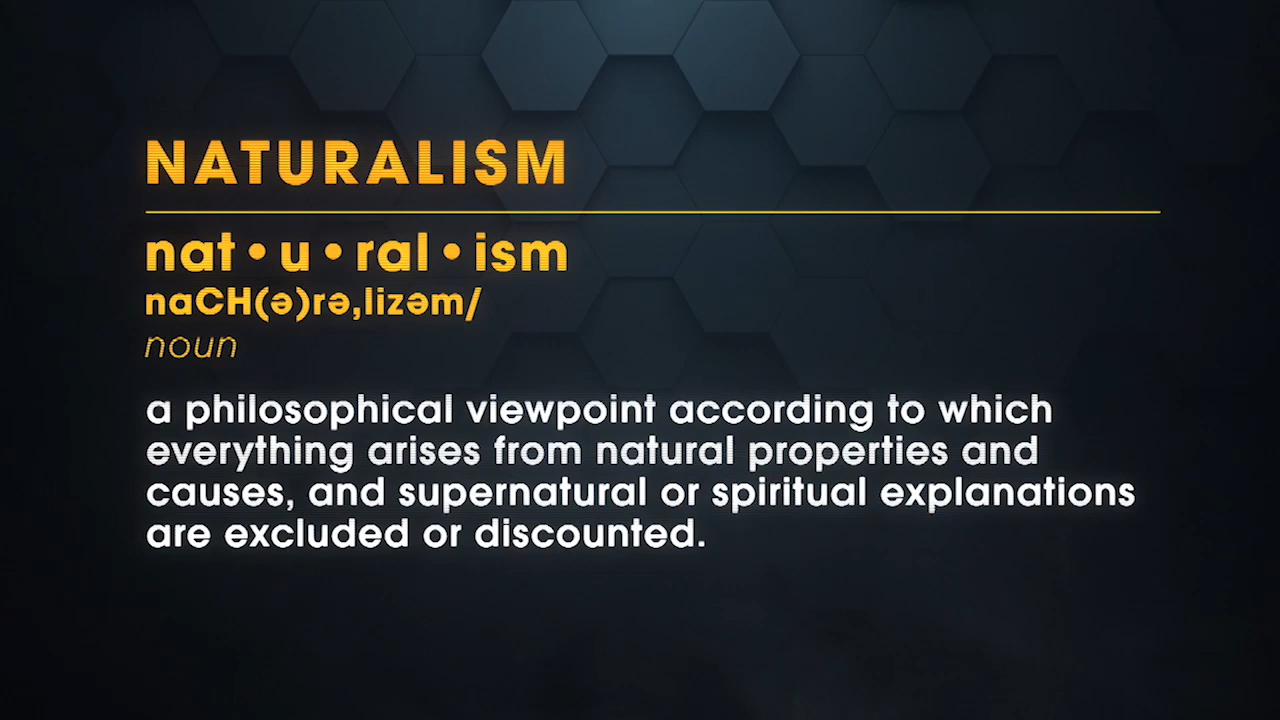 NATURALISM
nat • u • ral • ism
naCH(ə)rə,lizəm/
noun
a philosophical viewpoint according to which
everything arises from natural properties and
causes, and supernatural or spiritual explanations
are excluded or discounted.